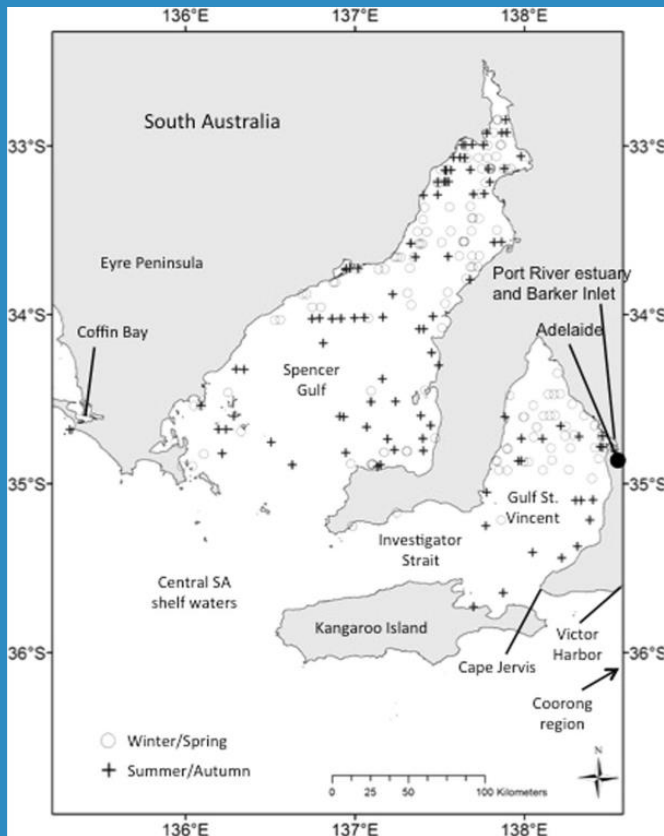 136°E
137°E
138°E
33°S
34°S
35°S
36°S
33°S
34°S
35°S
36°S
South Australia
Eyre Peninsula
Coffin Bay
Spencer
Gulf
Port River estuary
and Barker Inlet
Adelaide
Gulf St.
Vincent
Investigator
Strait
Central SA
shelf waters
Kangaroo Island
Cape Jervis
Victor
Harbor
Coorong
region
Winter/Spring
Summer/Autumn
0 25 50 75 100 Kilometers
N
136°E
137°E
138°E